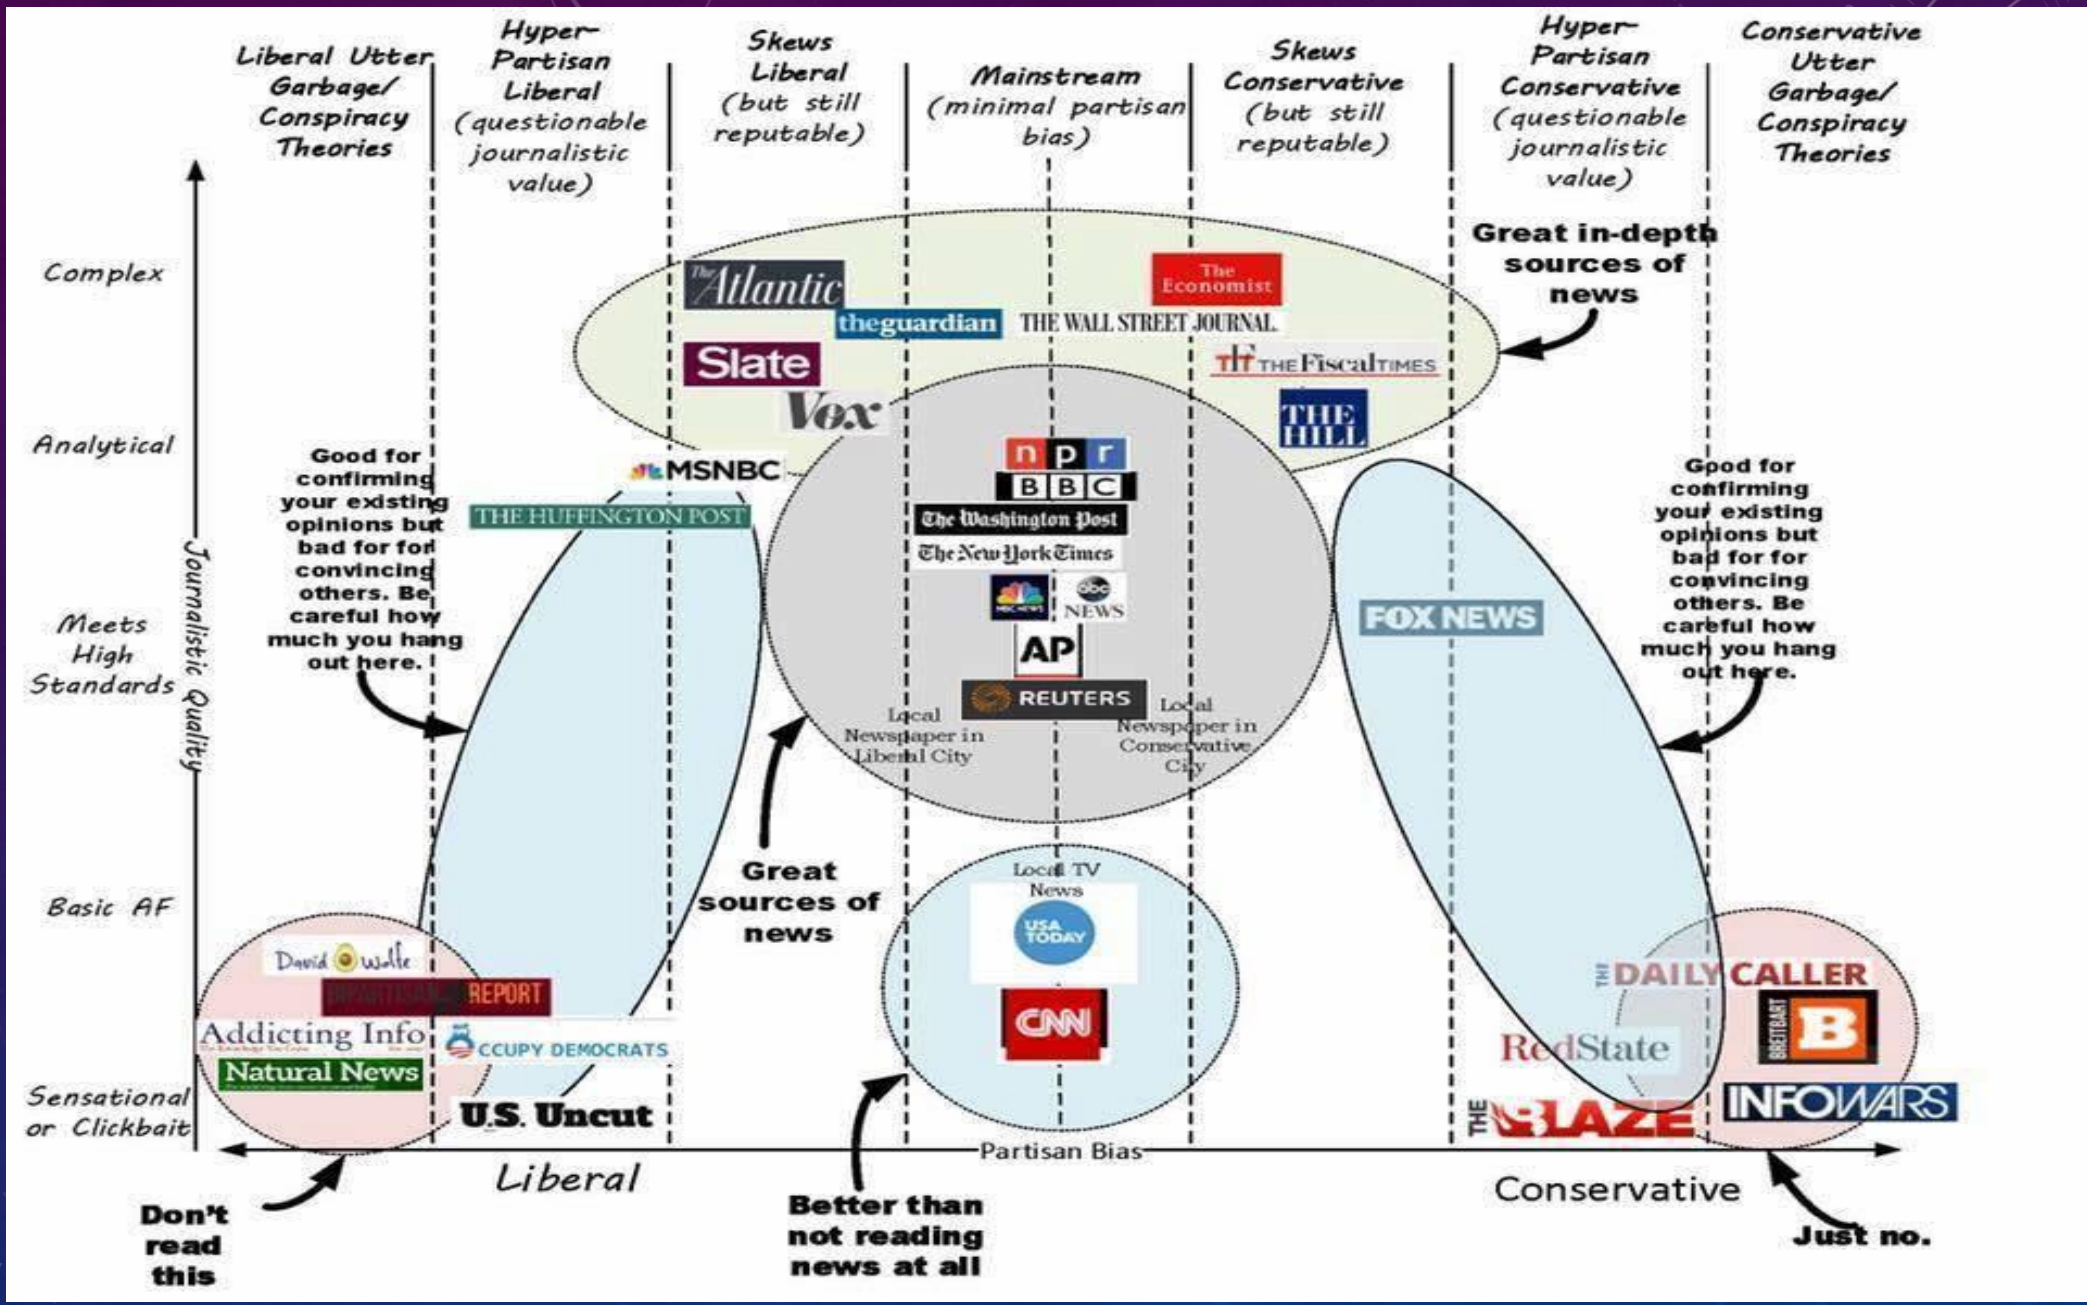 Liberal Utter
Garbage/
Conspiracy
Theories
Hyper-
Partisan
Liberal
(questionable
journalistic
value)
Skews
Liberal
(but still
reputable)
Mainstream
(minimal partisan
bias)
Skews
Conservative
(but still
reputable)
Hyper-
Partisan
Conservative
(questionable
journalistic
value)
Conservative
Utter
Garbage/
Conspiracy
Theories
Complex
Analytical
Meets
High
Standards
Basic AF
Sensational
or Clickbait
Journalistic Quality
Great in-depth
sources of
news
The Atlantic
The
Economist
theguardian
THE WALL STREET JOURNAL.
Slate
TFT THE FISCAL TIMES
Vox
THE
HILL
Good for
confirming
your existing
opinions but
bad for for
convincing
others. Be
careful how
much you hang
out here.
MSNBC
THE HUFFINGTON POST
npr
BBC
The Washington Post
The New York Times
NBC NEWS
abc
NEWS
AP
REUTERS
Local
Newspaper in
Liberal City
Local
Newspaper in
Conservative
City
FOX NEWS
Good for
confirming
your existing
opinions but
bad for for
convincing
others. Be
careful how
much you hang
out here.
Great
sources of
news
Local TV
News
USA
TODAY
CNN
David Wolfe
BIPARTISAN REPORT
Addicting Info
Natural News
OCCUPY DEMOCRATS
U.S. Uncut
THE DAILY CALLER
BREITBART
B
RedState
INFOWARS
THE BLAZE
Partisan Bias
Liberal
Conservative
Don't
read
this
Better than
not reading
news at all
Just no.